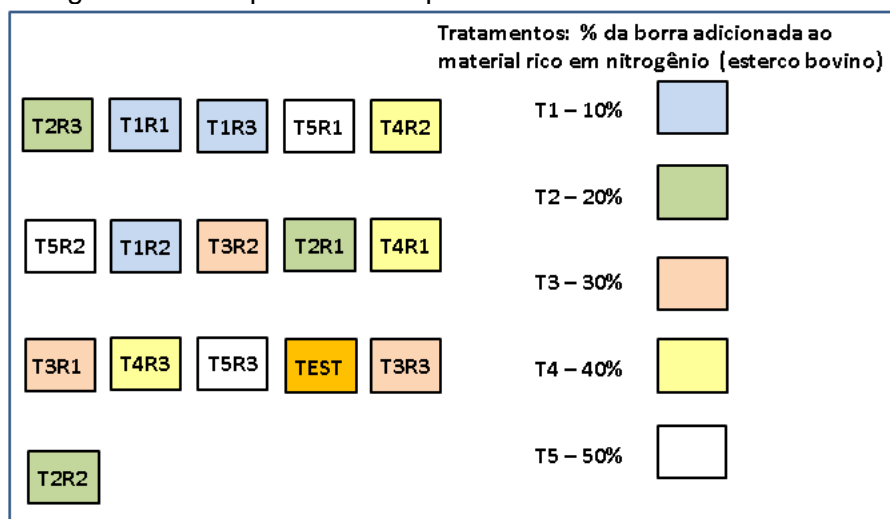 Tratamentos: % da borra adicionada ao
material rico em nitrogênio (esterco bovino)
T2R3 T1R1 T1R3 T5R1 T4R2
T1 – 10%
T2 – 20%
T5R2 T1R2 T3R2 T2R1 T4R1
T3 – 30%
T3R1 T4R3 T5R3 TEST T3R3
T4 – 40%
T5 – 50%
T2R2